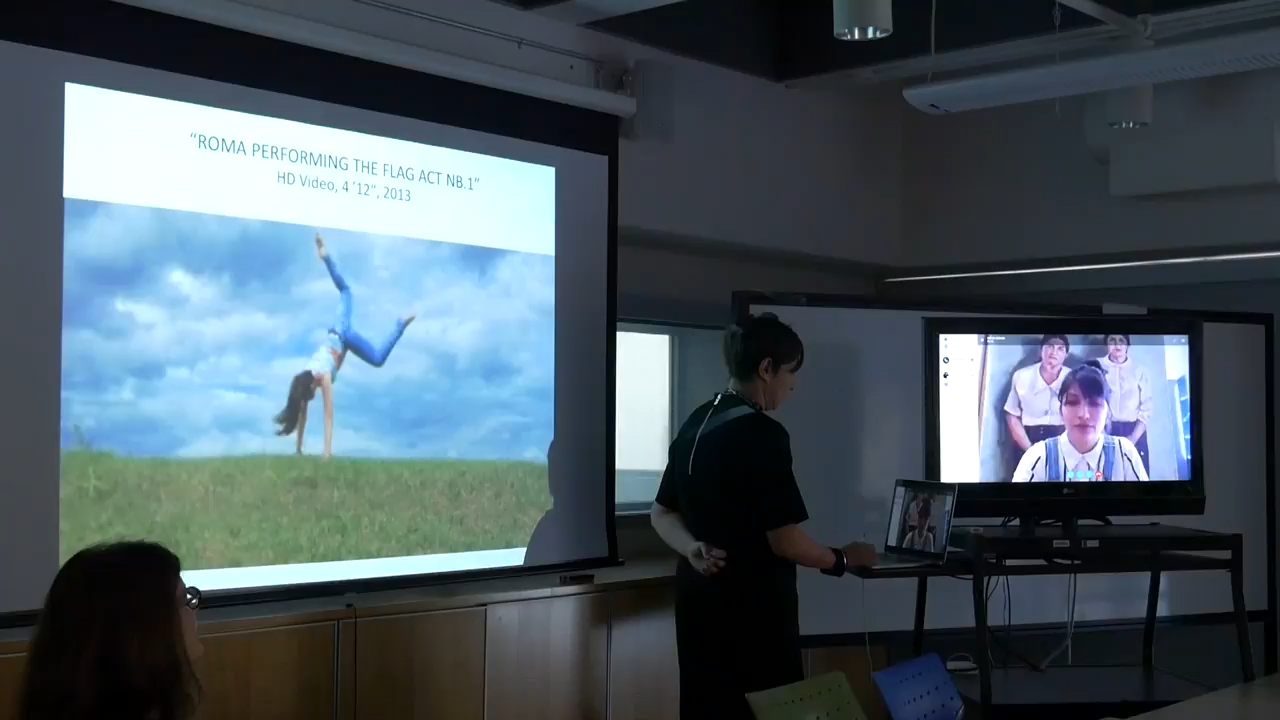 “ROMA PERFORMING THE FLAG ACT NB.1”
HD Video, 4 ’12”, 2013